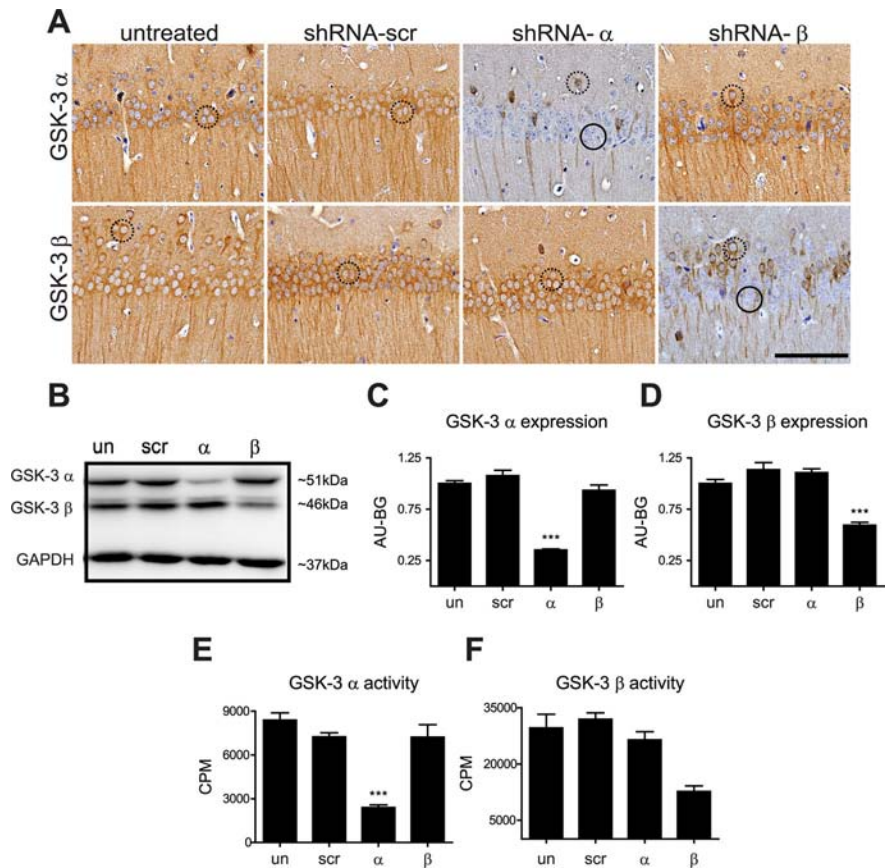 A
untreated
shRNA-scr
shRNA- α
shRNA- β
GSK-3 α
GSK-3 β
B
un scr α β
GSK-3 α
~51kDa
GSK-3 β
~46kDa
GAPDH
~37kDa
C
GSK-3 α expression
AU-BG
1.25
0.75
0.25
***
un scr α β
D
GSK-3 β expression
AU-BG
1.25
0.75
0.25
***
un scr α β
E
GSK-3 α activity
CPM
9000
6000
3000
0
***
un scr α β
F
GSK-3 β activity
CPM
35000
20000
5000
un scr α β